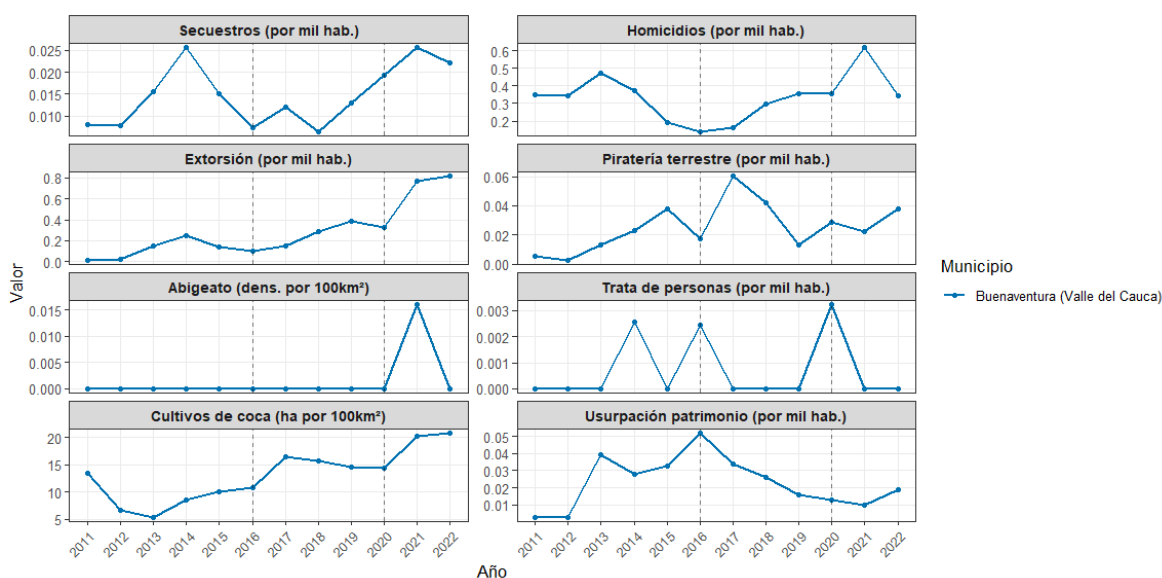 Secuestros (por mil hab.)
0.025
0.020
0.015
0.010
Homicidios (por mil hab.)
0.6
0.5
0.4
0.3
0.2
Extorsión (por mil hab.)
0.8
0.6
0.4
0.2
0.0
Piratería terrestre (por mil hab.)
0.06
0.04
0.02
0.00
Abigeato (dens. por 100km²)
0.015
0.010
0.005
0.000
Trata de personas (por mil hab.)
0.003
0.002
0.001
0.000
Cultivos de coca (ha por 100km²)
20
15
10
5
Usurpación patrimonio (por mil hab.)
0.05
0.04
0.03
0.02
0.01
2011 2012 2013 2014 2015 2016 2017 2018 2019 2020 2021 2022
2011 2012 2013 2014 2015 2016 2017 2018 2019 2020 2021 2022
Valor
Año
Municipio
Buenaventura (Valle del Cauca)